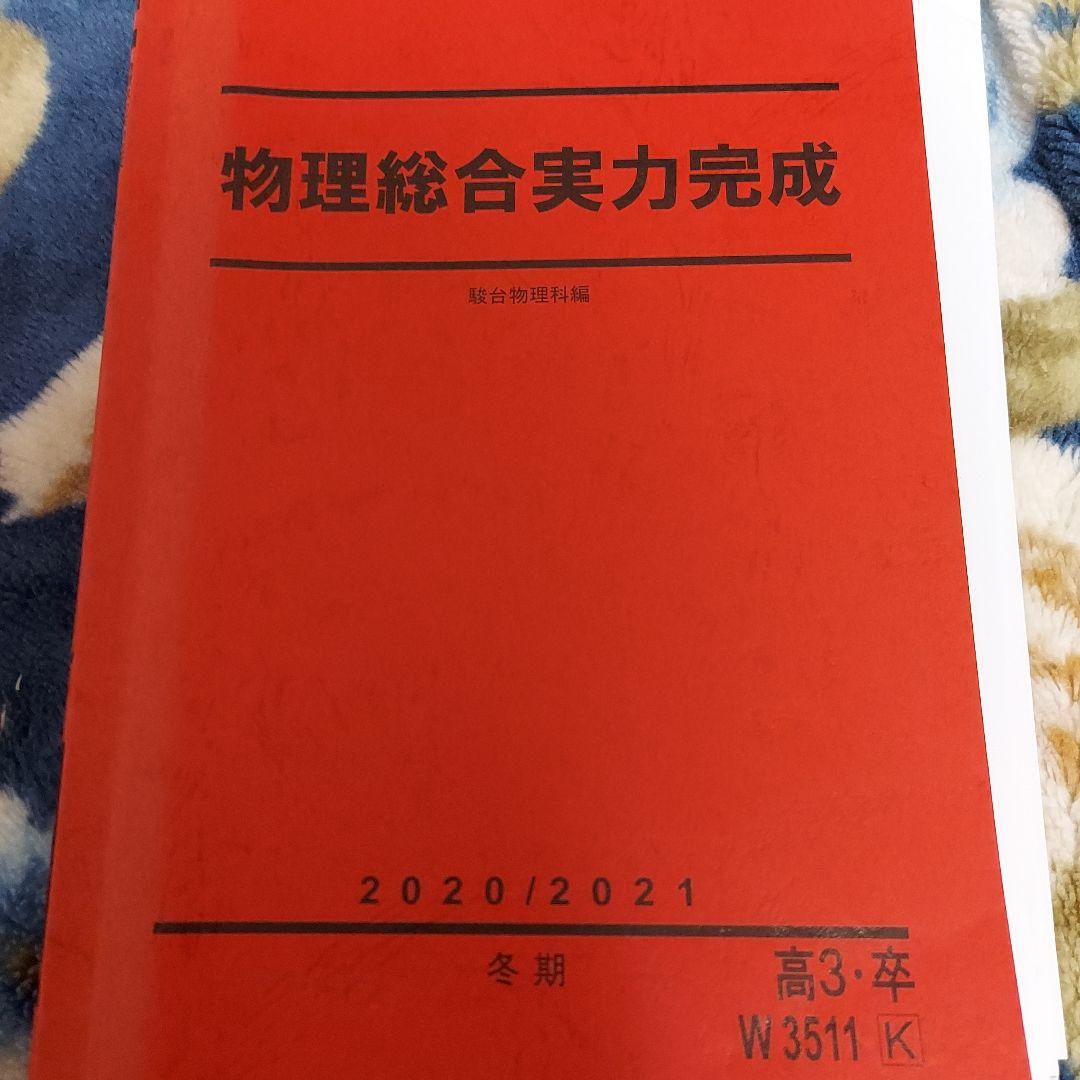 物理総合実力完成
駿台物理科編
2020/2021
冬期
高3・卒
W3511 K